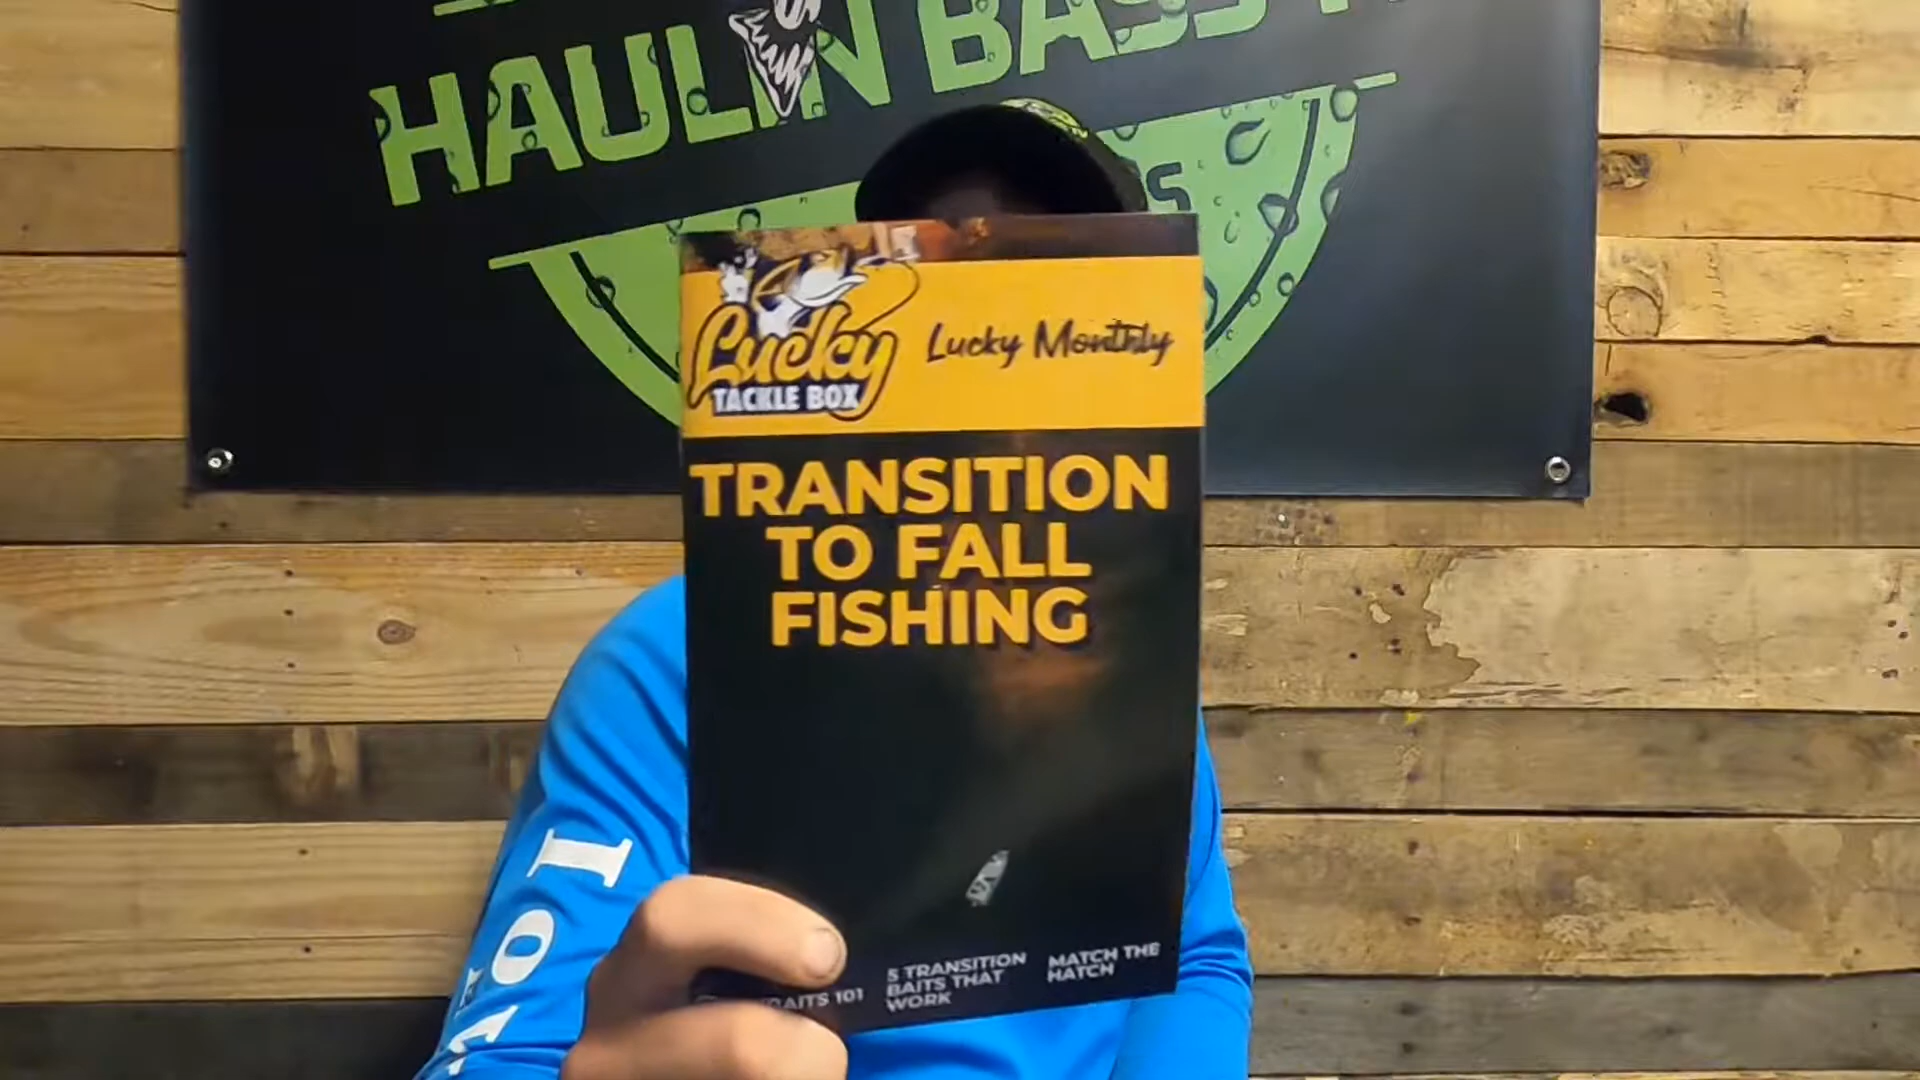 HAULIN BASS
S
Lucky
TACKLE BOX
Lucky Monthly
TRANSITION
TO FALL
FISHING
BAITS 101
5 TRANSITION
BAITS THAT
WORK
MATCH THE
HATCH